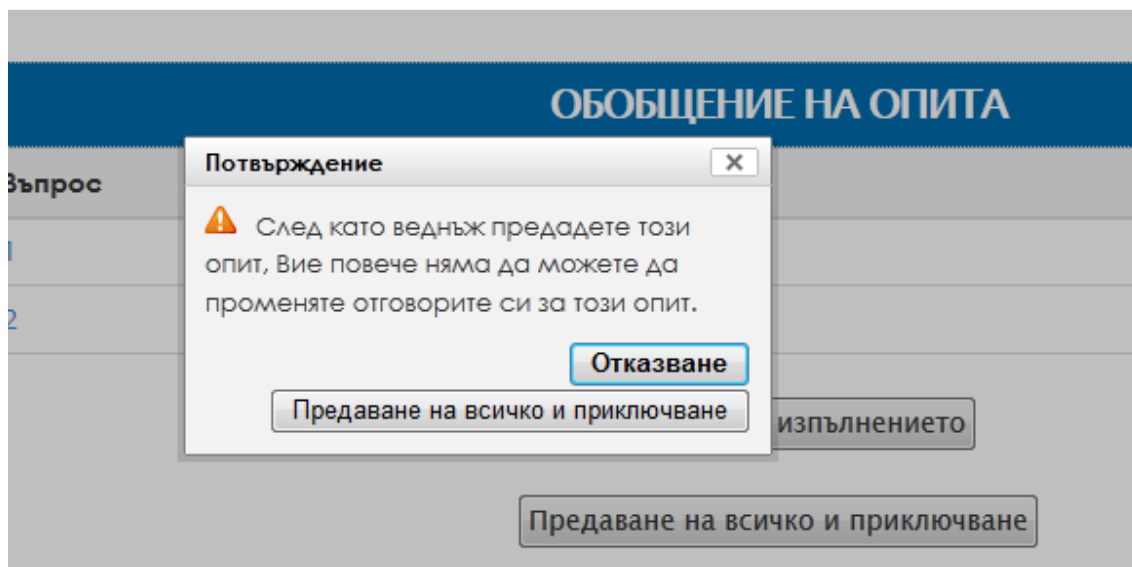 ОБОБЩЕНИЕ НА ОПИТА
Въпрос
Потвърждение
След като веднъж предадете този
опит, Вие повече няма да можете да
променяте отговорите си за този опит.
1
2
Отказване
Предаване на всичко и приключване
изпълнението
Предаване на всичко и приключване